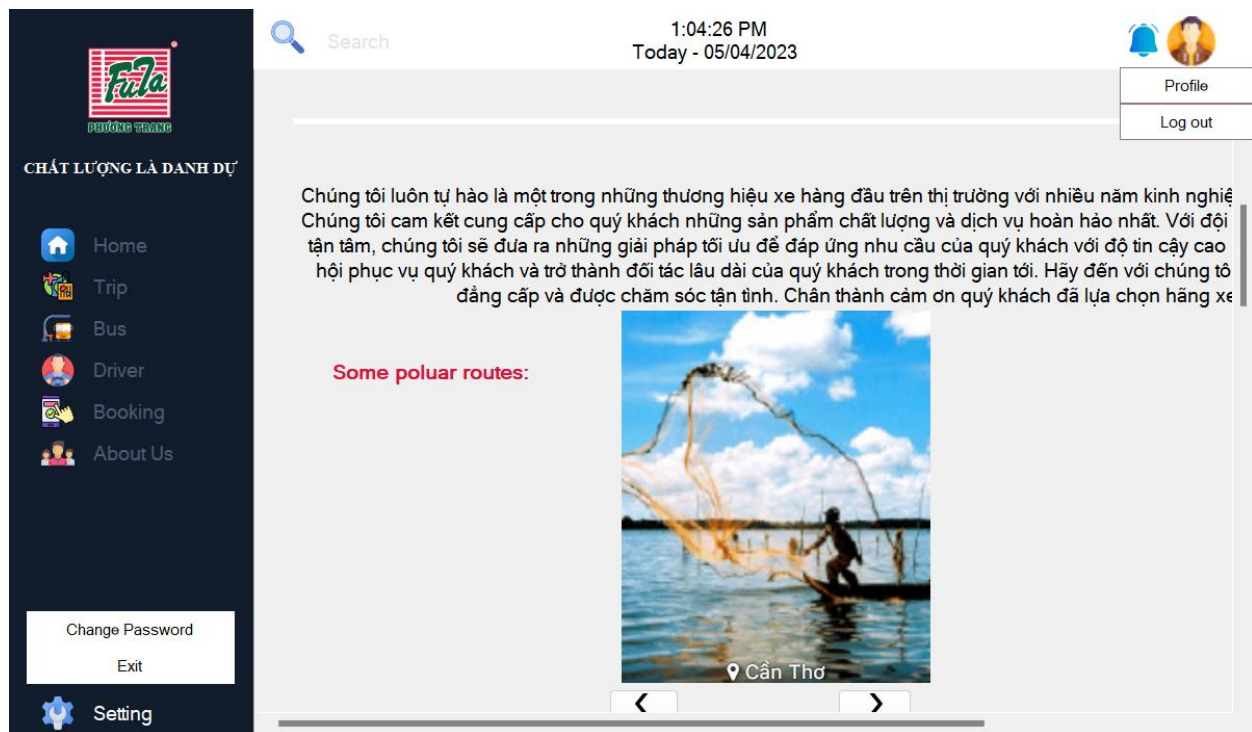 FuTa
PHƯƠNG TRANG
CHẤT LƯỢNG LÀ DANH DỰ
Home
Trip
Bus
Driver
Booking
About Us
Change Password
Exit
Setting
Search
1:04:26 PM
Today - 05/04/2023
Profile
Log out
Chúng tôi luôn tự hào là một trong những thương hiệu xe hàng đầu trên thị trường với nhiều năm kinh nghiệ
Chúng tôi cam kết cung cấp cho quý khách những sản phẩm chất lượng và dịch vụ hoàn hảo nhất. Với đội
tận tâm, chúng tôi sẽ đưa ra những giải pháp tối ưu để đáp ứng nhu cầu của quý khách với độ tin cậy cao
hội phục vụ quý khách và trở thành đối tác lâu dài của quý khách trong thời gian tới. Hãy đến với chúng tô
đẳng cấp và được chăm sóc tận tình. Chân thành cảm ơn quý khách đã lựa chọn hãng xe
Some poluar routes:
Cần Thơ